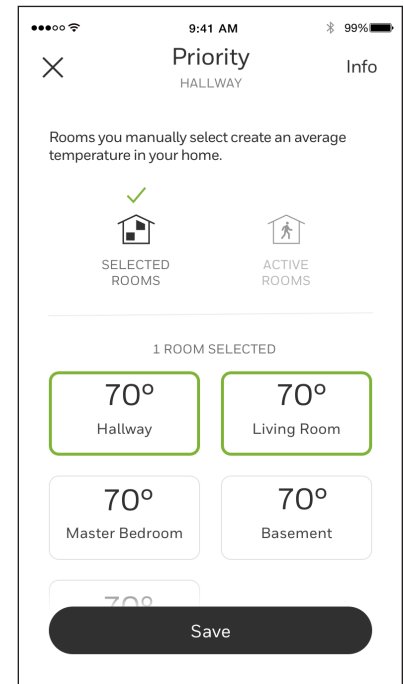 9:41 AM 99%
Priority
Info
HALLWAY
Rooms you manually select create an average
temperature in your home.
SELECTED
ROOMS
ACTIVE
ROOMS
1 ROOM SELECTED
70°
Hallway
70°
Living Room
70°
Master Bedroom
70°
Basement
70°
Save